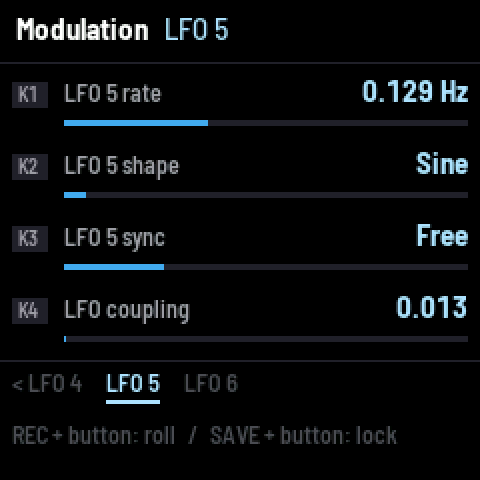 Modulation LFO 5
K1 LFO 5 rate 0.129 Hz
K2 LFO 5 shape Sine
K3 LFO 5 sync Free
K4 LFO coupling 0.013
< LFO 4 LFO 5 LFO 6
REC + button: roll / SAVE + button: lock